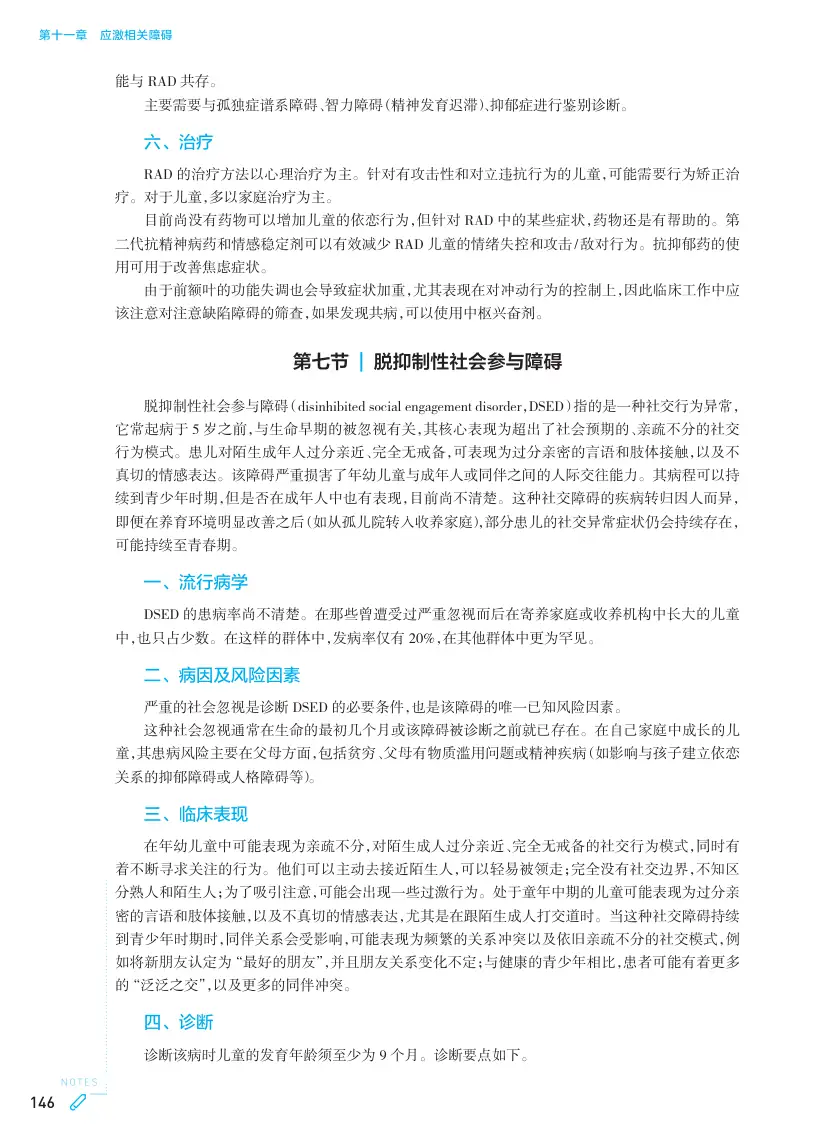 第十一章 应激相关障碍
能与 RAD 共存。
主要需要与孤独症谱系障碍、智力障碍(精神发育迟滞)、抑郁症进行鉴别诊断。
六、治疗
RAD 的治疗方法以心理治疗为主。针对有攻击性和对立违抗行为的儿童,可能需要行为矫正治
疗。对于儿童,多以家庭治疗为主。
目前尚没有药物可以增加儿童的依恋行为,但针对 RAD 中的某些症状,药物还是有帮助的。第
二代抗精神病药和情感稳定剂可以有效减少 RAD 儿童的情绪失控和攻击/敌对行为。抗抑郁药的使
用可用于改善焦虑症状。
由于前额叶的功能失调也会导致症状加重,尤其表现在对冲动行为的控制上,因此临床工作中应
该注意对注意缺陷障碍的筛查,如果发现共病,可以使用中枢兴奋剂。
第七节 | 脱抑制性社会参与障碍
脱抑制性社会参与障碍(disinhibited social engagement disorder,DSED)指的是一种社交行为异常,
它常起病于 5 岁之前,与生命早期的被忽视有关,其核心表现为超出了社会预期的、亲疏不分的社交
行为模式。患儿对陌生成年人过分亲近、完全无戒备,可表现为过分亲密的言语和肢体接触,以及不
真切的情感表达。该障碍严重损害了年幼儿童与成年人或同伴之间的人际交往能力。其病程可以持
续到青少年时期,但是否在成年人中也有表现,目前尚不清楚。这种社交障碍的疾病转归因人而异,
即便在养育环境明显改善之后(如从孤儿院转入收养家庭),部分患儿的社交异常症状仍会持续存在,
可能持续至青春期。
一、流行病学
DSED 的患病率尚不清楚。在那些曾遭受过严重忽视而后在寄养家庭或收养机构中长大的儿童
中,也只占少数。在这样的群体中,发病率仅有 20%,在其他群体中更为罕见。
二、病因及风险因素
严重的社会忽视是诊断 DSED 的必要条件,也是该障碍的唯一已知风险因素。
这种社会忽视通常在生命的最初几个月或该障碍被诊断之前就已存在。在自己家庭中成长的儿
童,其患病风险主要在父母方面,包括贫穷、父母有物质滥用问题或精神疾病(如影响与孩子建立依恋
关系的抑郁障碍或人格障碍等)。
三、临床表现
在年幼儿童中可能表现为亲疏不分,对陌生成人过分亲近、完全无戒备的社交行为模式,同时有
着不断寻求关注的行为。他们可以主动去接近陌生人,可以轻易被领走;完全没有社交边界,不知区
分熟人和陌生人;为了吸引注意,可能会出现一些过激行为。处于童年中期的儿童可能表现为过分亲
密的言语和肢体接触,以及不真切的情感表达,尤其是在跟陌生成人打交道时。当这种社交障碍持续
到青少年时期时,同伴关系会受影响,可能表现为频繁的关系冲突以及依旧亲疏不分的社交模式,例
如将新朋友认定为“最好的朋友”,并且朋友关系变化不定;与健康的青少年相比,患者可能有着更多
的“泛泛之交”,以及更多的同伴冲突。
四、诊断
诊断该病时儿童的发育年龄须至少为 9 个月。诊断要点如下。
NOTES
146